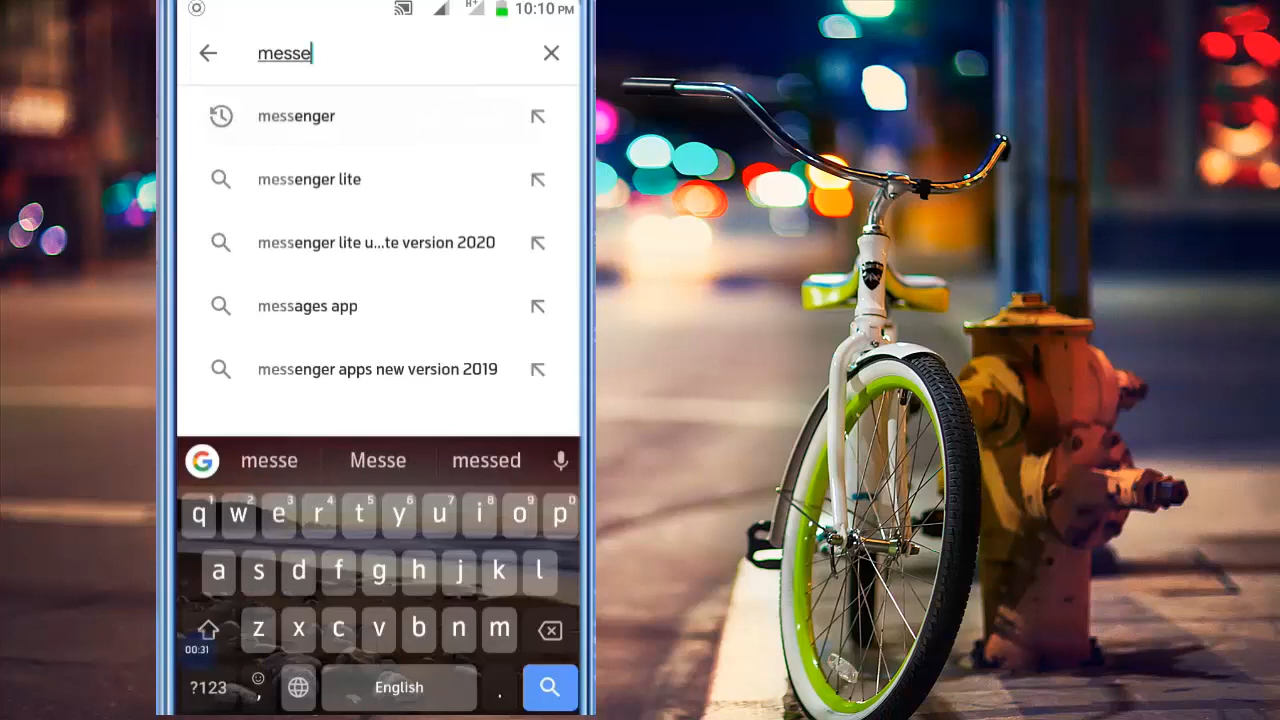 H+ 10:10 PM
messe
messenger
messenger lite
messenger lite u...te version 2020
messages app
messenger apps new version 2019
G messe Messe messed
1 2 3 4 5 6 7 8 9 0
q w e r t y u i o p
a s d f g h j k l
z x c v b n m
00:31
?123 , English .